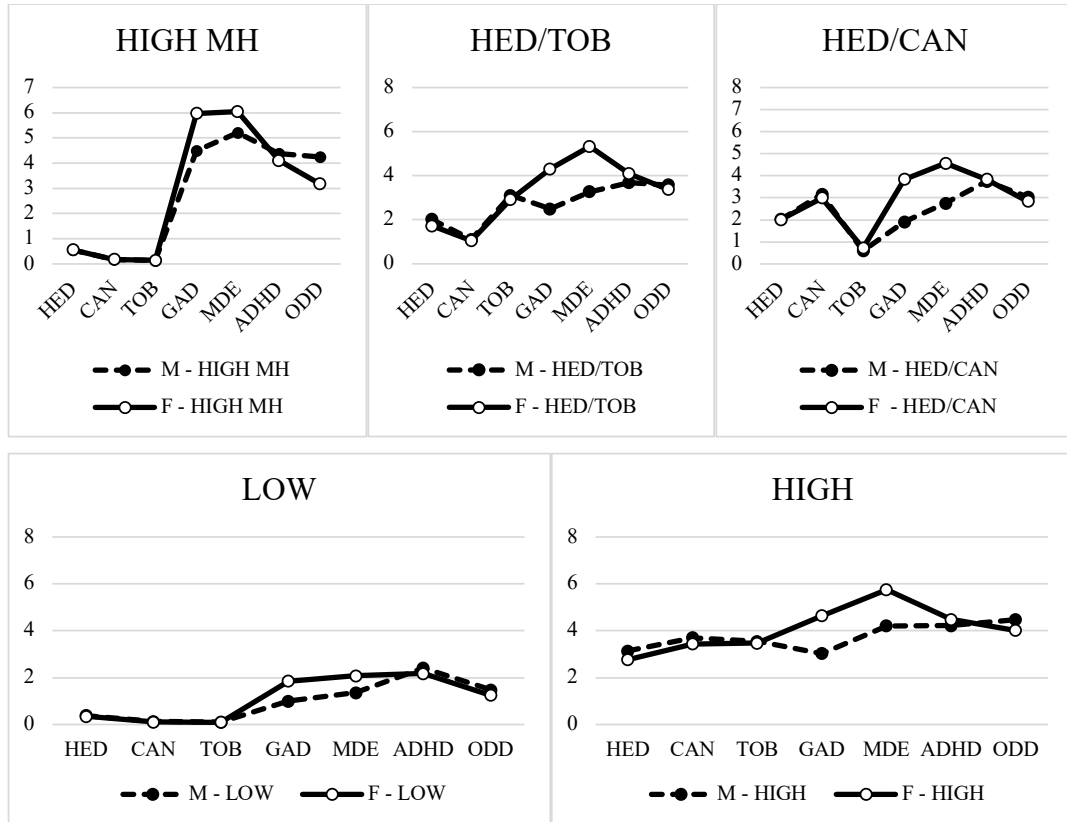 HIGH MH
7
6
5
4
3
2
1
0
HED CAN TOB GAD MDE ADHD ODD
M - HIGH MH
F - HIGH MH
HED/TOB
8
6
4
2
0
HED CAN TOB GAD MDE ADHD ODD
M - HED/TOB
F - HED/TOB
HED/CAN
8
7
6
5
4
3
2
1
0
HED CAN TOB GAD MDE ADHD ODD
M - HED/CAN
F - HED/CAN
LOW
8
6
4
2
0
HED CAN TOB GAD MDE ADHD ODD
M - LOW F - LOW
HIGH
8
6
4
2
0
HED CAN TOB GAD MDE ADHD ODD
M - HIGH F - HIGH